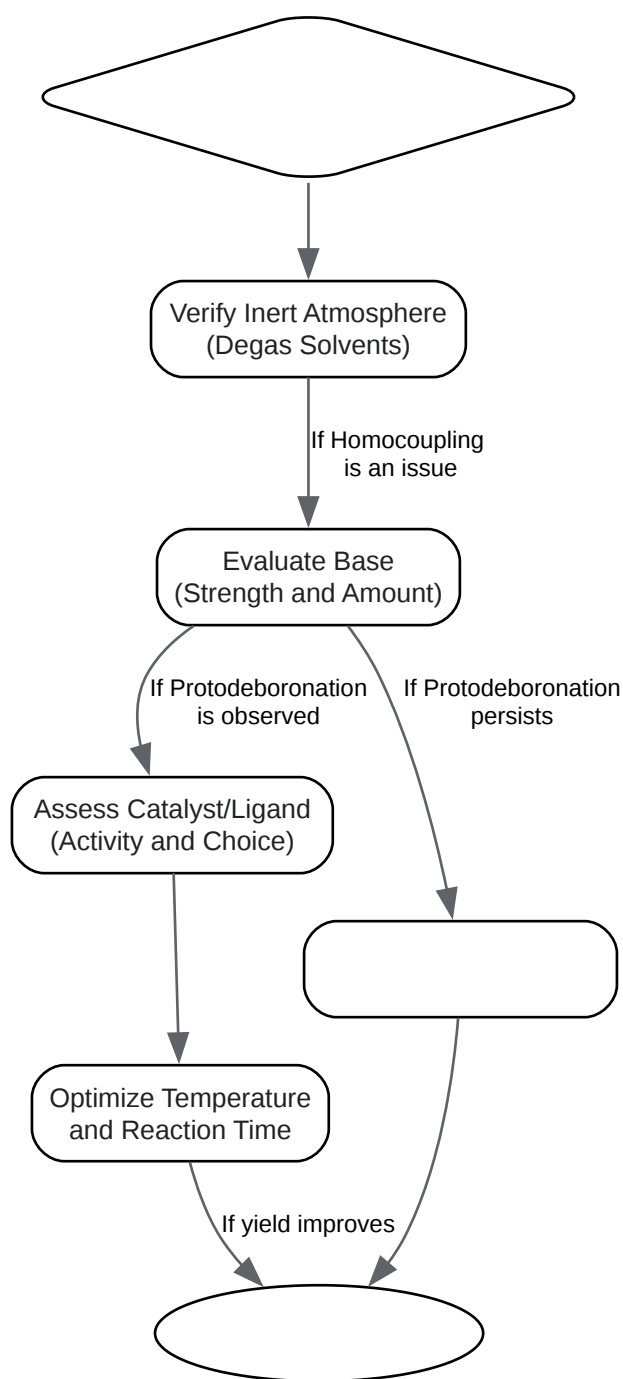 Verify Inert Atmosphere
(Degas Solvents)
If Homocoupling
is an issue
Evaluate Base
(Strength and Amount)
If Protodeboronation
is observed
If Protodeboronation
persists
Assess Catalyst/Ligand
(Activity and Choice)
Optimize Temperature
and Reaction Time
If yield improves